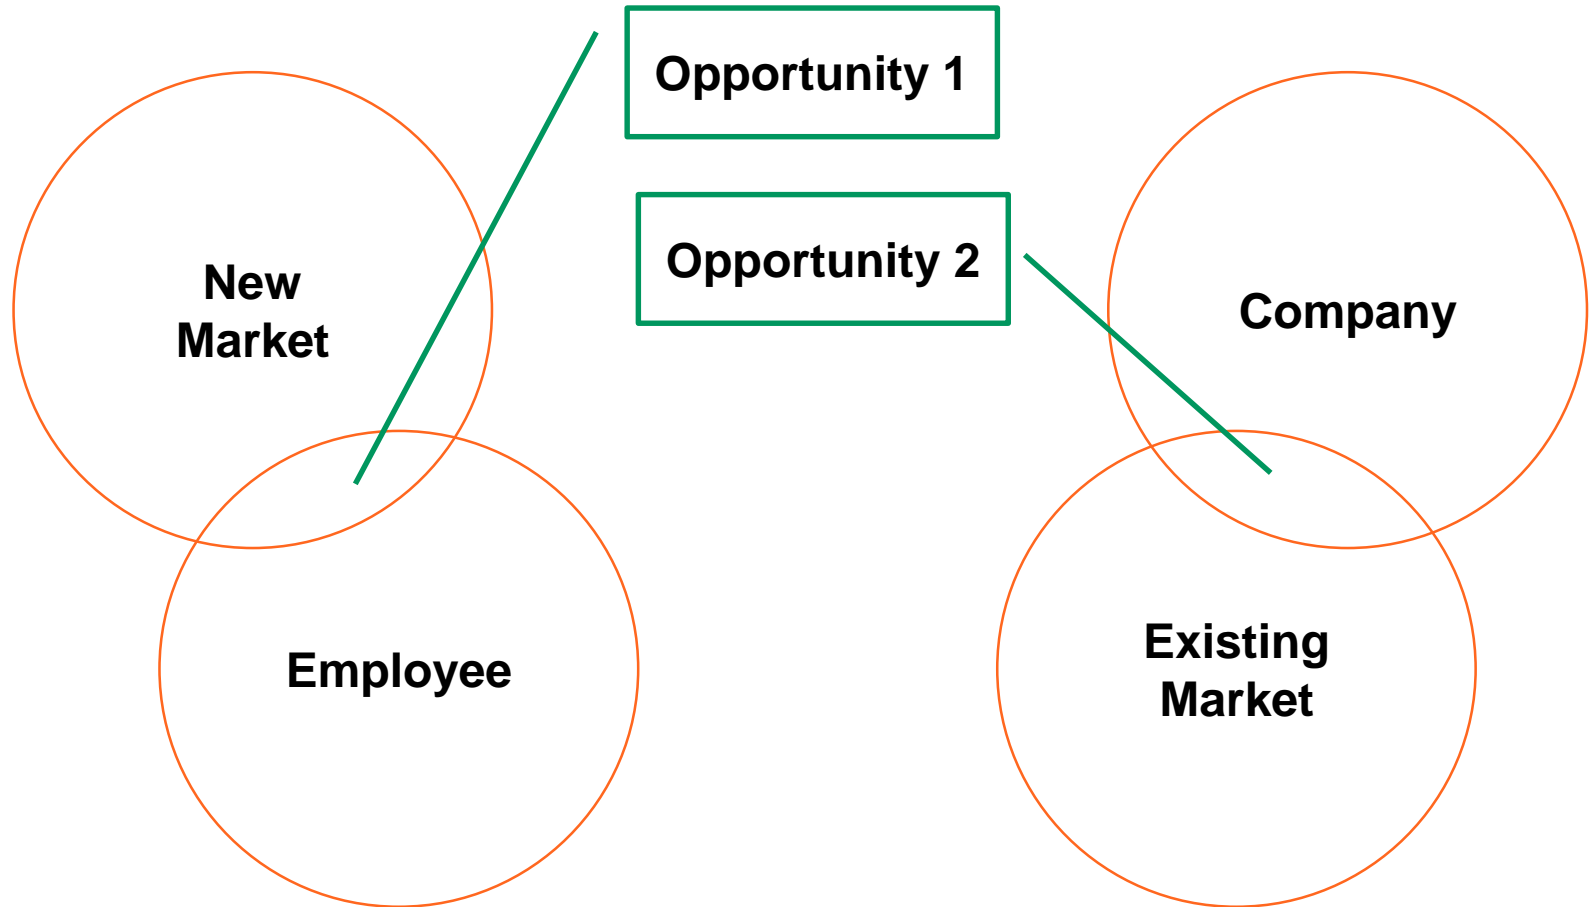 Opportunity 1
Opportunity 2
New
Market
Company
Employee
Existing
Market